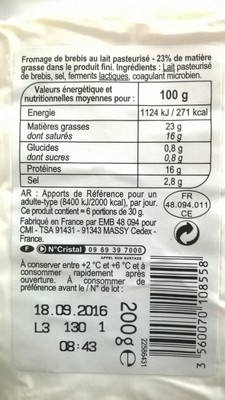 Fromage de brebis au lait pasteurisé - 23% de matière
grasse dans le produit fini. Ingrédients : Lait pasteurisé
de brebis, sel, ferments lactiques, coagulant microbien.
Valeurs énergétique et
nutritionnelles moyennes pour : 100 g
Energie 1124 kJ / 271 kcal
Matières grasses 23 g
dont saturés 16 g
Glucides 0,8 g
dont sucres 0,8 g
Protéines 16 g
Sel 2,8 g
AR : Apports de Référence pour un
adulte-type (8400 kJ/2000 kcal), par jour.
Ce produit contient ≈ 6 portions de 30 g.
Fabriqué en France par EMB 48 094 pour
CMI - TSA 91431 - 91343 MASSY Cedex -
France.
FR
48.094.011
CE
N°Cristal 09 69 39 7000
APPEL NON SURTAXE
À conserver entre +2 °C et +6 °C et à
consommer rapidement après
ouverture. À consommer de
préférence avant le / N° de lot :
18.09.2016
L3 130 1
08:43
200g e
22586431
3 560070 108558